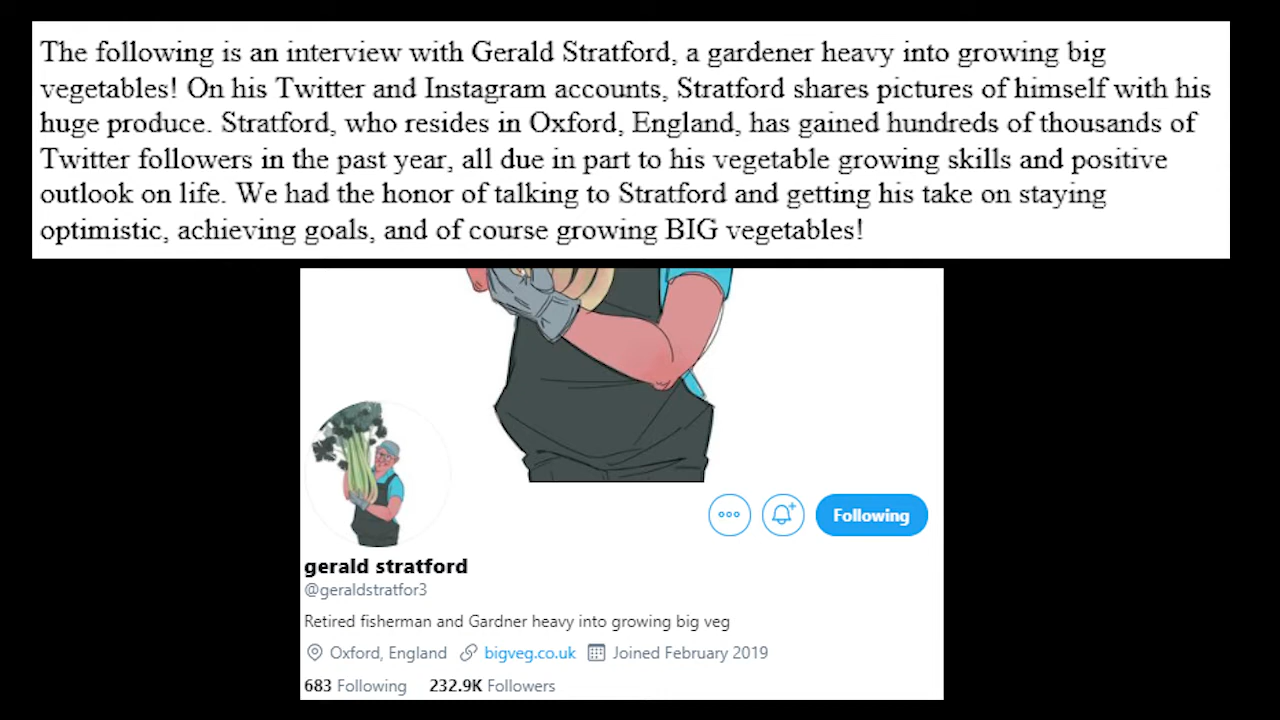 The following is an interview with Gerald Stratford, a gardener heavy into growing big
vegetables! On his Twitter and Instagram accounts, Stratford shares pictures of himself with his
huge produce. Stratford, who resides in Oxford, England, has gained hundreds of thousands of
Twitter followers in the past year, all due in part to his vegetable growing skills and positive
outlook on life. We had the honor of talking to Stratford and getting his take on staying
optimistic, achieving goals, and of course growing BIG vegetables!
Following
gerald stratford
@geraldstratfor3
Retired fisherman and Gardner heavy into growing big veg
Oxford, England bigveg.co.uk Joined February 2019
683 Following 232.9K Followers